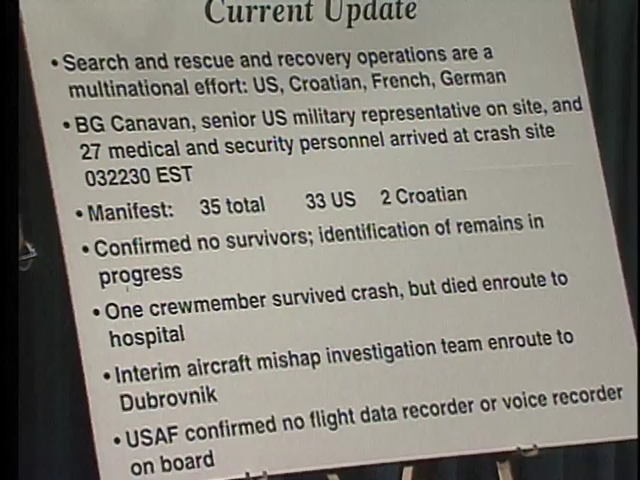 Current Update
• Search and rescue and recovery operations are a
multinational effort: US, Croatian, French, German
• BG Canavan, senior US military representative on site, and
27 medical and security personnel arrived at crash site
032230 EST
• Manifest: 35 total 33 US 2 Croatian
• Confirmed no survivors; identification of remains in
progress
• One crewmember survived crash, but died enroute to
hospital
• Interim aircraft mishap investigation team enroute to
Dubrovnik
• USAF confirmed no flight data recorder or voice recorder
on board